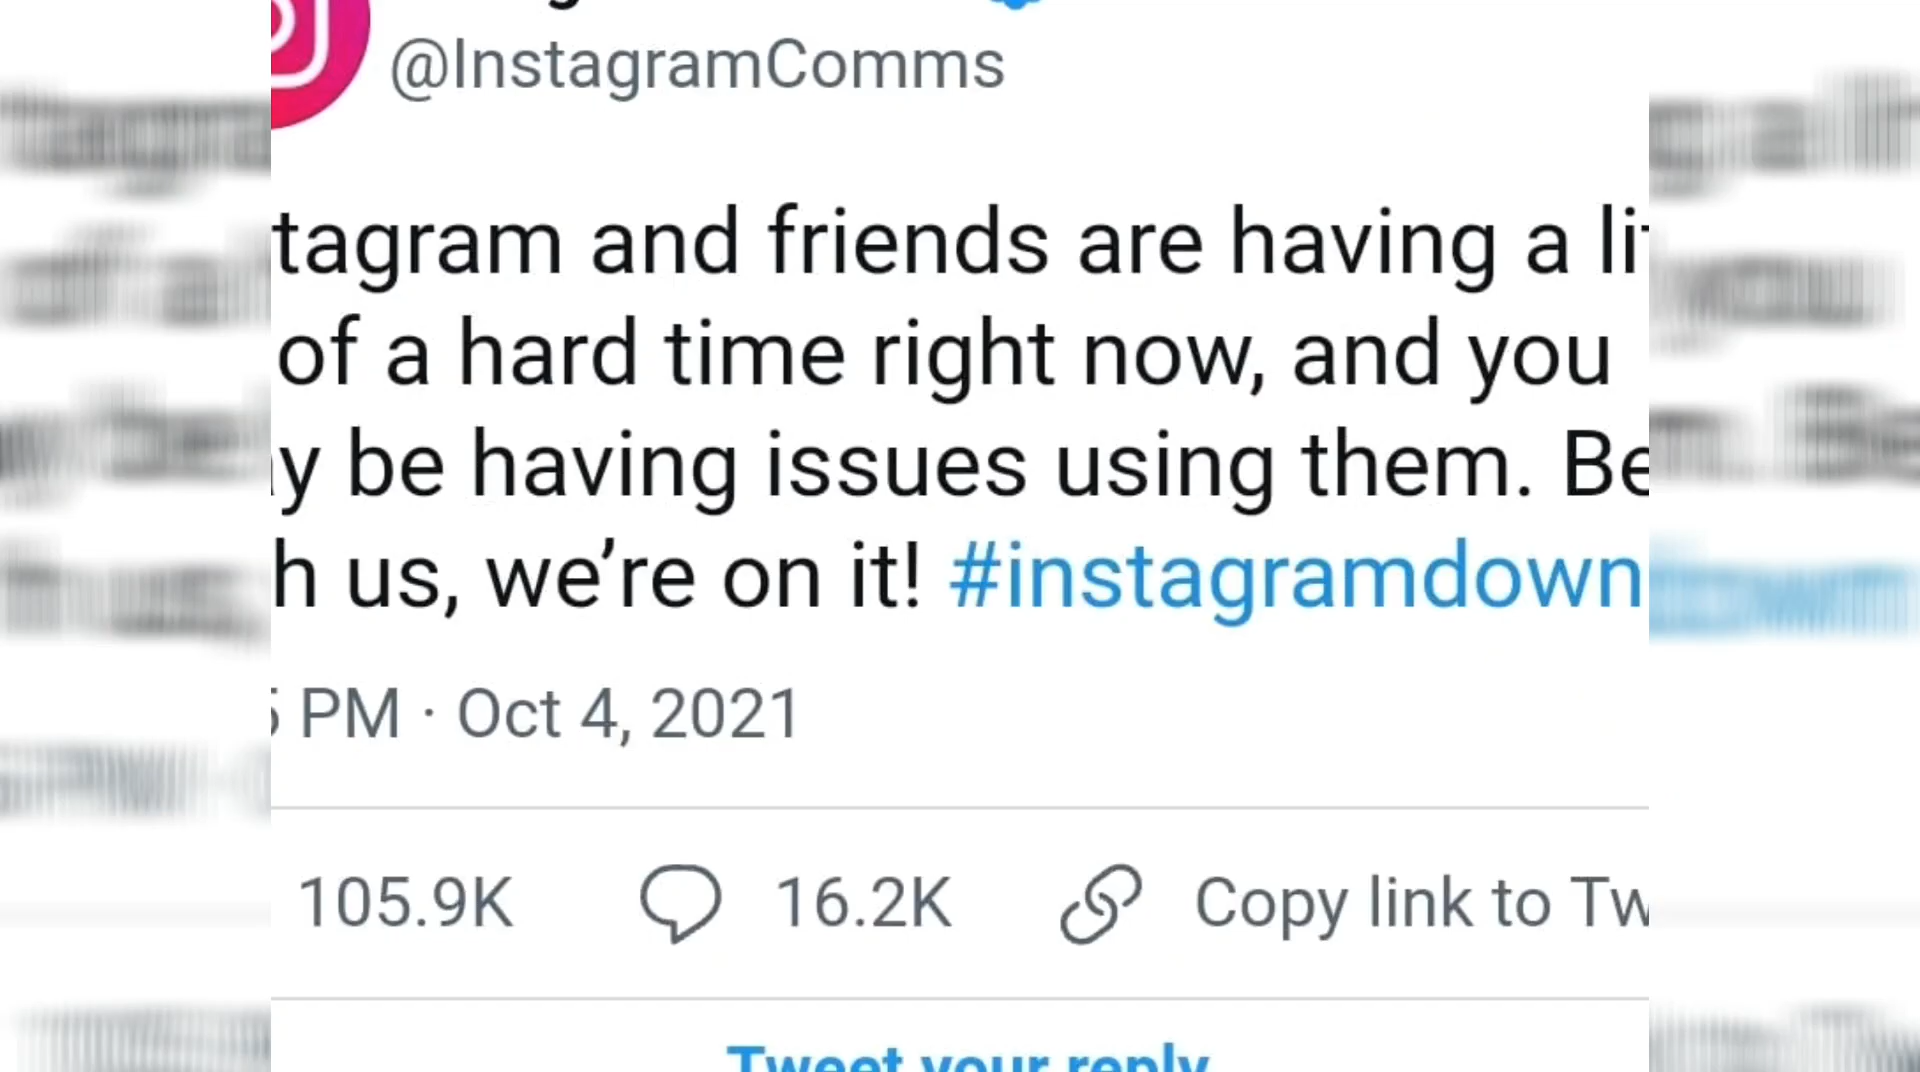 @InstagramComms
tagram and friends are having a
of a hard time right now, and you
be having issues using them. Be
h us, we’re on it! #instagramdown
PM · Oct 4, 2021
105.9K 16.2K Copy link to Tw
Tweet your reply